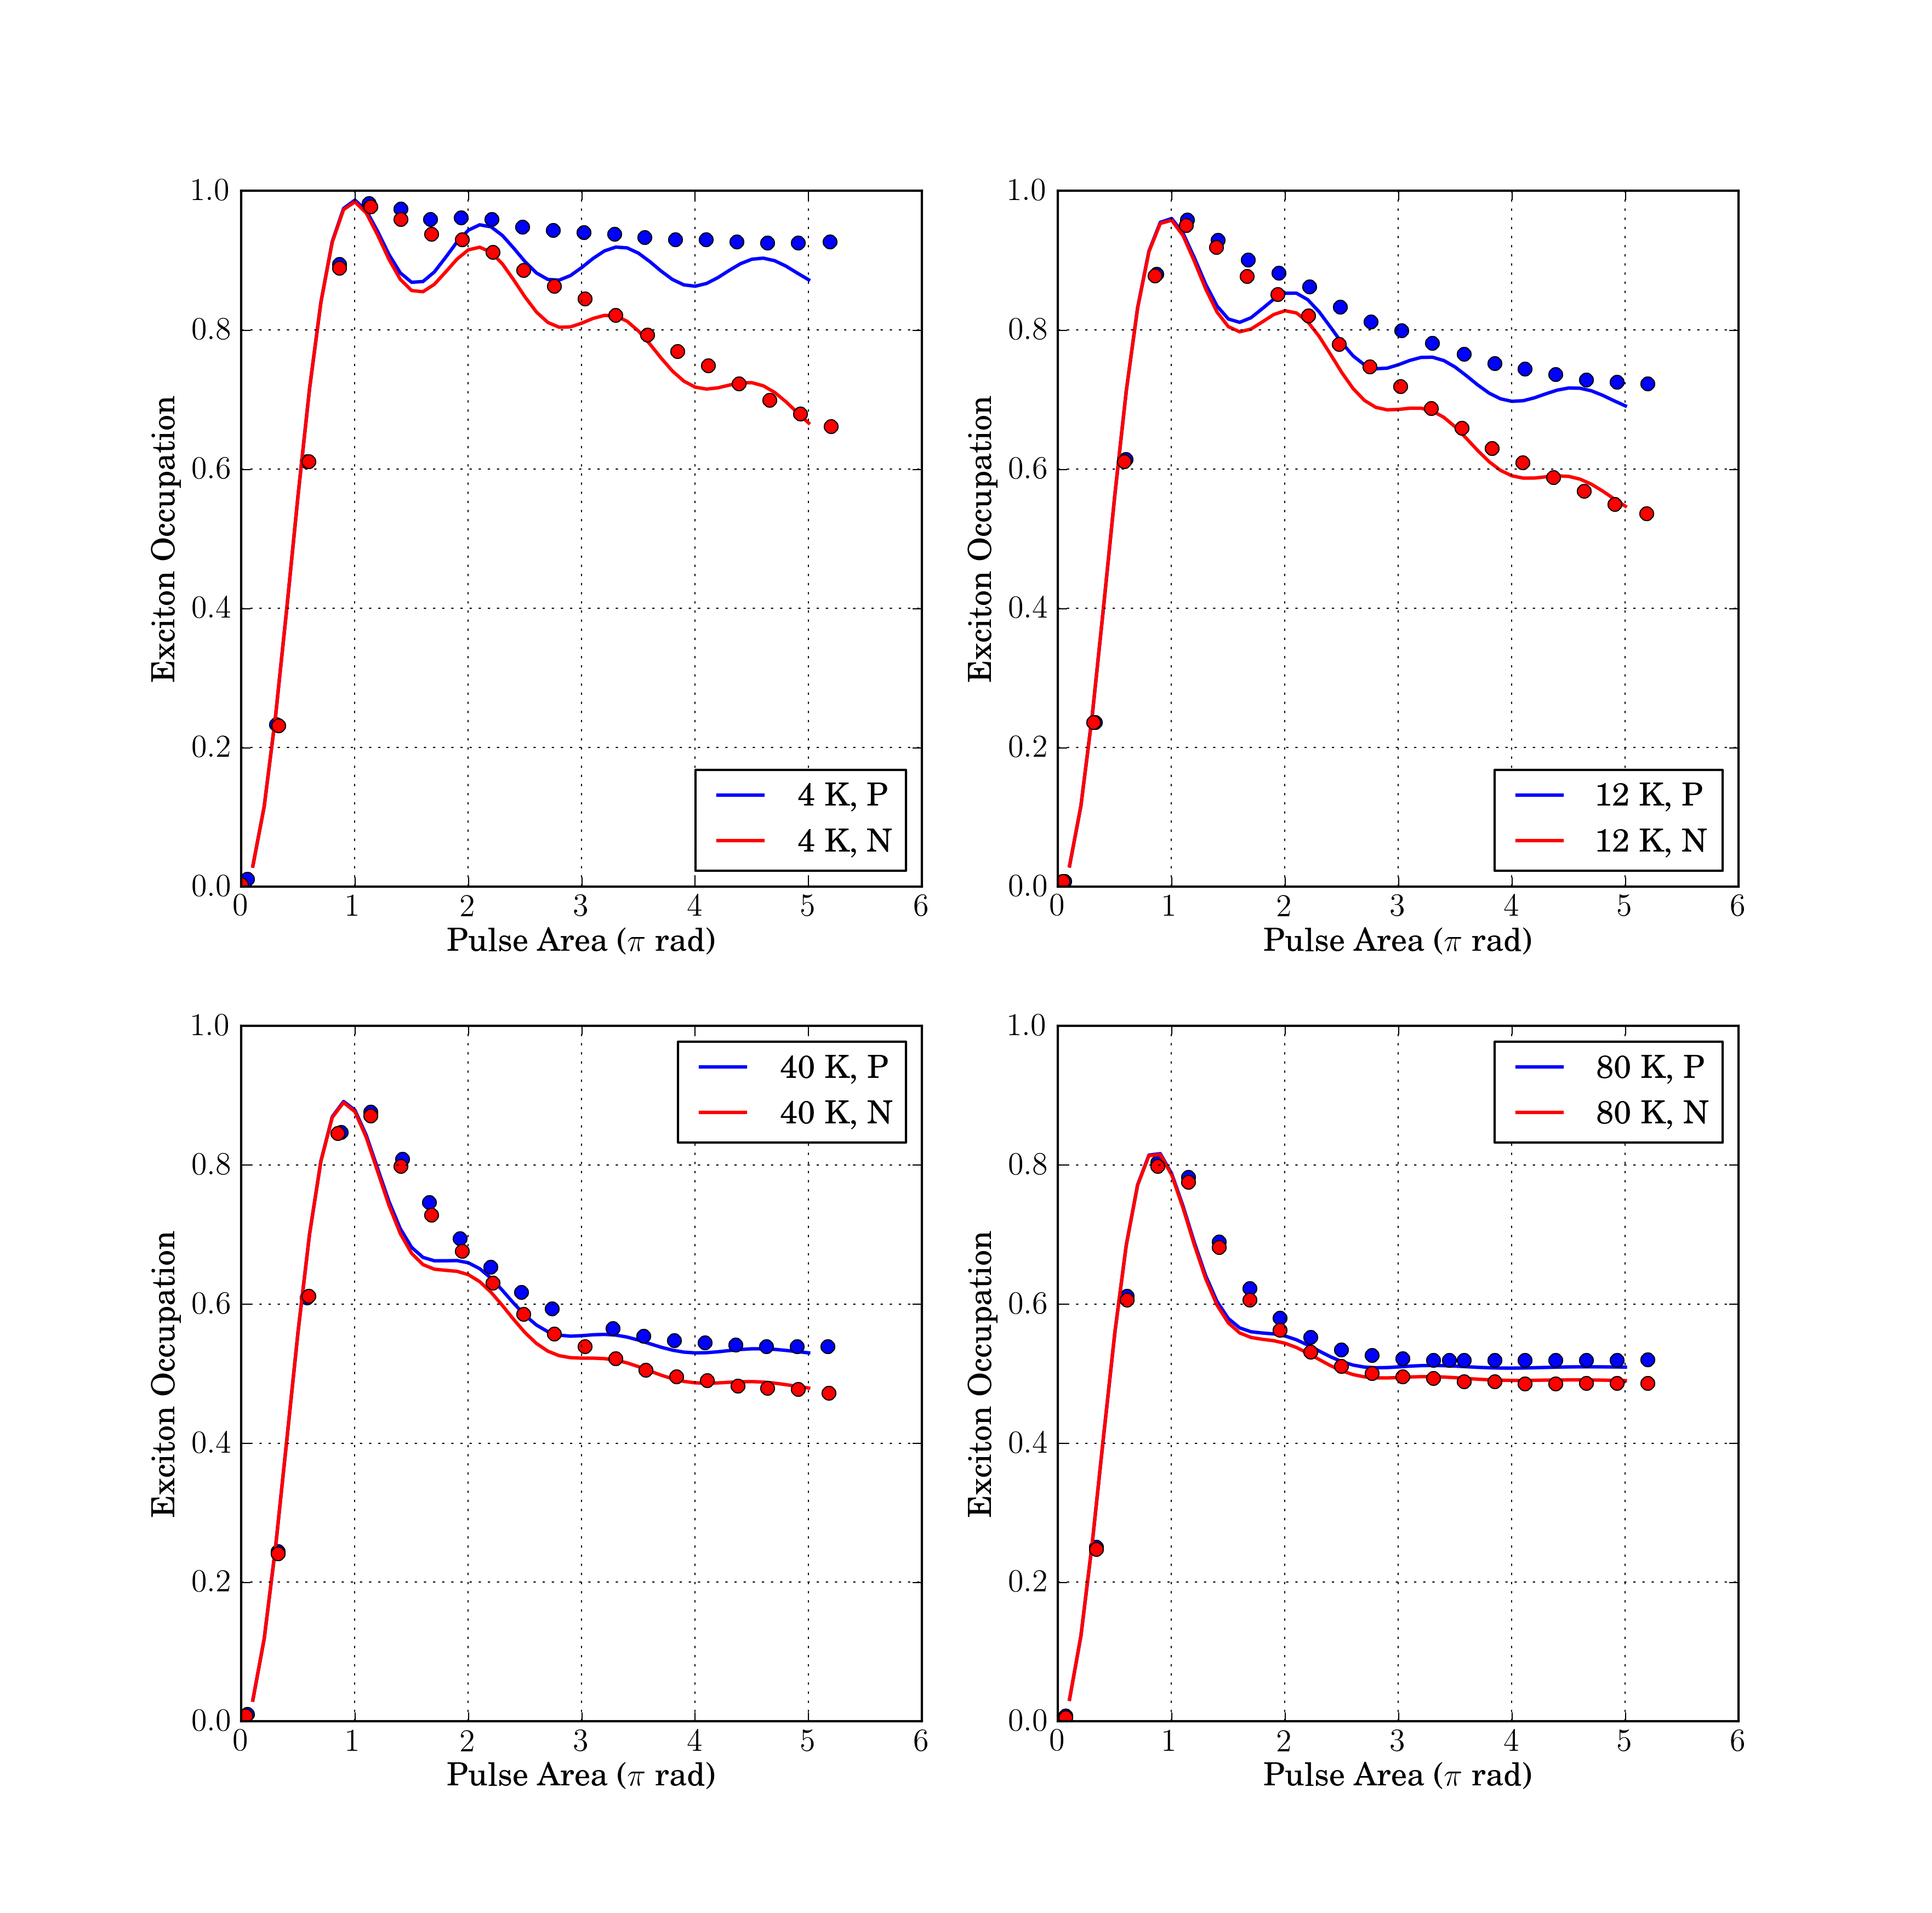 1.0
0.8
0.6
0.4
0.2
0.0
Exciton Occupation
0 1 2 3 4 5 6
Pulse Area (π rad)
4 K, P
4 K, N
1.0
0.8
0.6
0.4
0.2
0.0
Exciton Occupation
0 1 2 3 4 5 6
Pulse Area (π rad)
12 K, P
12 K, N
1.0
0.8
0.6
0.4
0.2
0.0
Exciton Occupation
0 1 2 3 4 5 6
Pulse Area (π rad)
40 K, P
40 K, N
1.0
0.8
0.6
0.4
0.2
0.0
Exciton Occupation
0 1 2 3 4 5 6
Pulse Area (π rad)
80 K, P
80 K, N